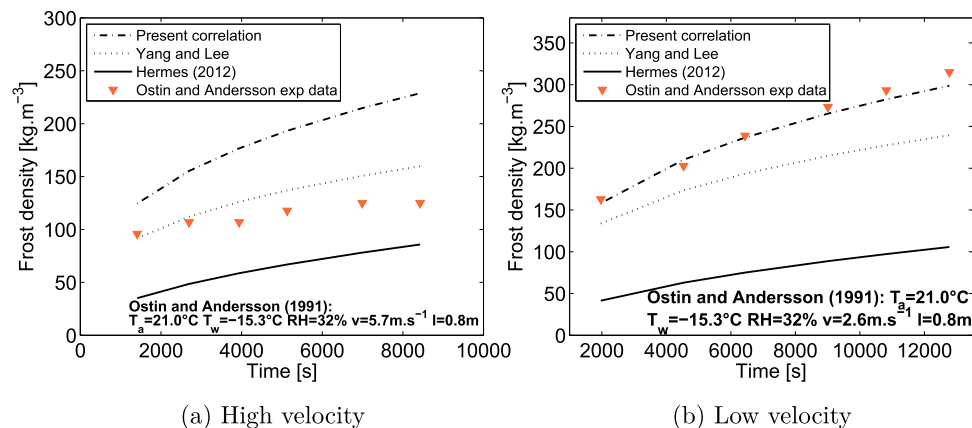 300
250
200
150
100
50
0
Frost density [kg.m⁻³]
Present correlation
Yang and Lee
Hermes (2012)
Ostin and Andersson exp data
Ostin and Andersson (1991):
Tₐ=21.0°C T_w=−15.3°C RH=32% v=5.7m.s⁻¹ l=0.8m
0 2000 4000 6000 8000 10000
Time [s]
(a) High velocity
350
300
250
200
150
100
50
0
Frost density [kg.m⁻³]
Present correlation
Yang and Lee
Hermes (2012)
Ostin and Andersson exp data
Ostin and Andersson (1991): Tₐ=21.0°C
T_w=−15.3°C RH=32% v=2.6m.s⁻¹ l=0.8m
2000 4000 6000 8000 10000 12000
Time [s]
(b) Low velocity